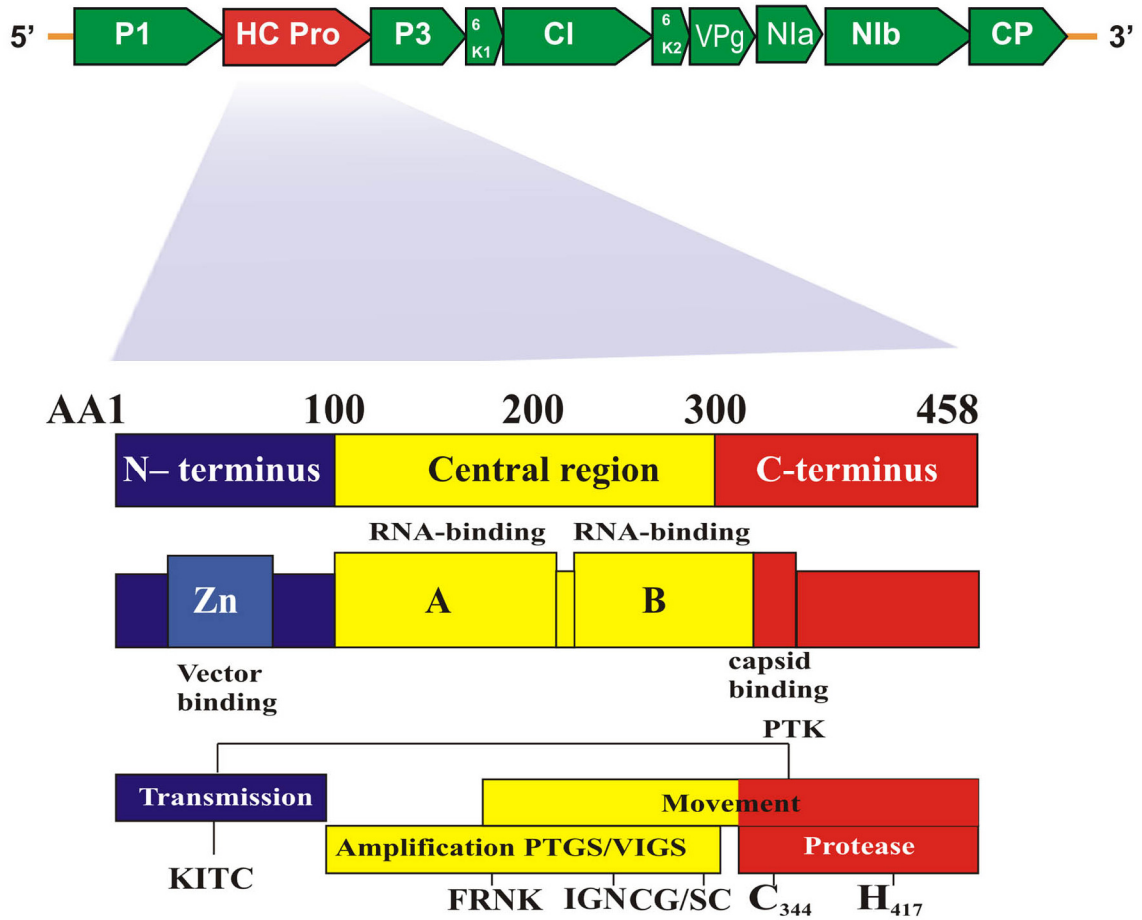 5’ P1 HC Pro P3 6 K1 CI 6 K2 VPg NIa NIb CP 3’
AA1 100 200 300 458
N– terminus Central region C-terminus
RNA-binding RNA-binding
Zn A B
Vector
binding
capsid
binding
PTK
Transmission Movement
Amplification PTGS/VIGS Protease
KITC FRNK IGN CG/SC C344 H417